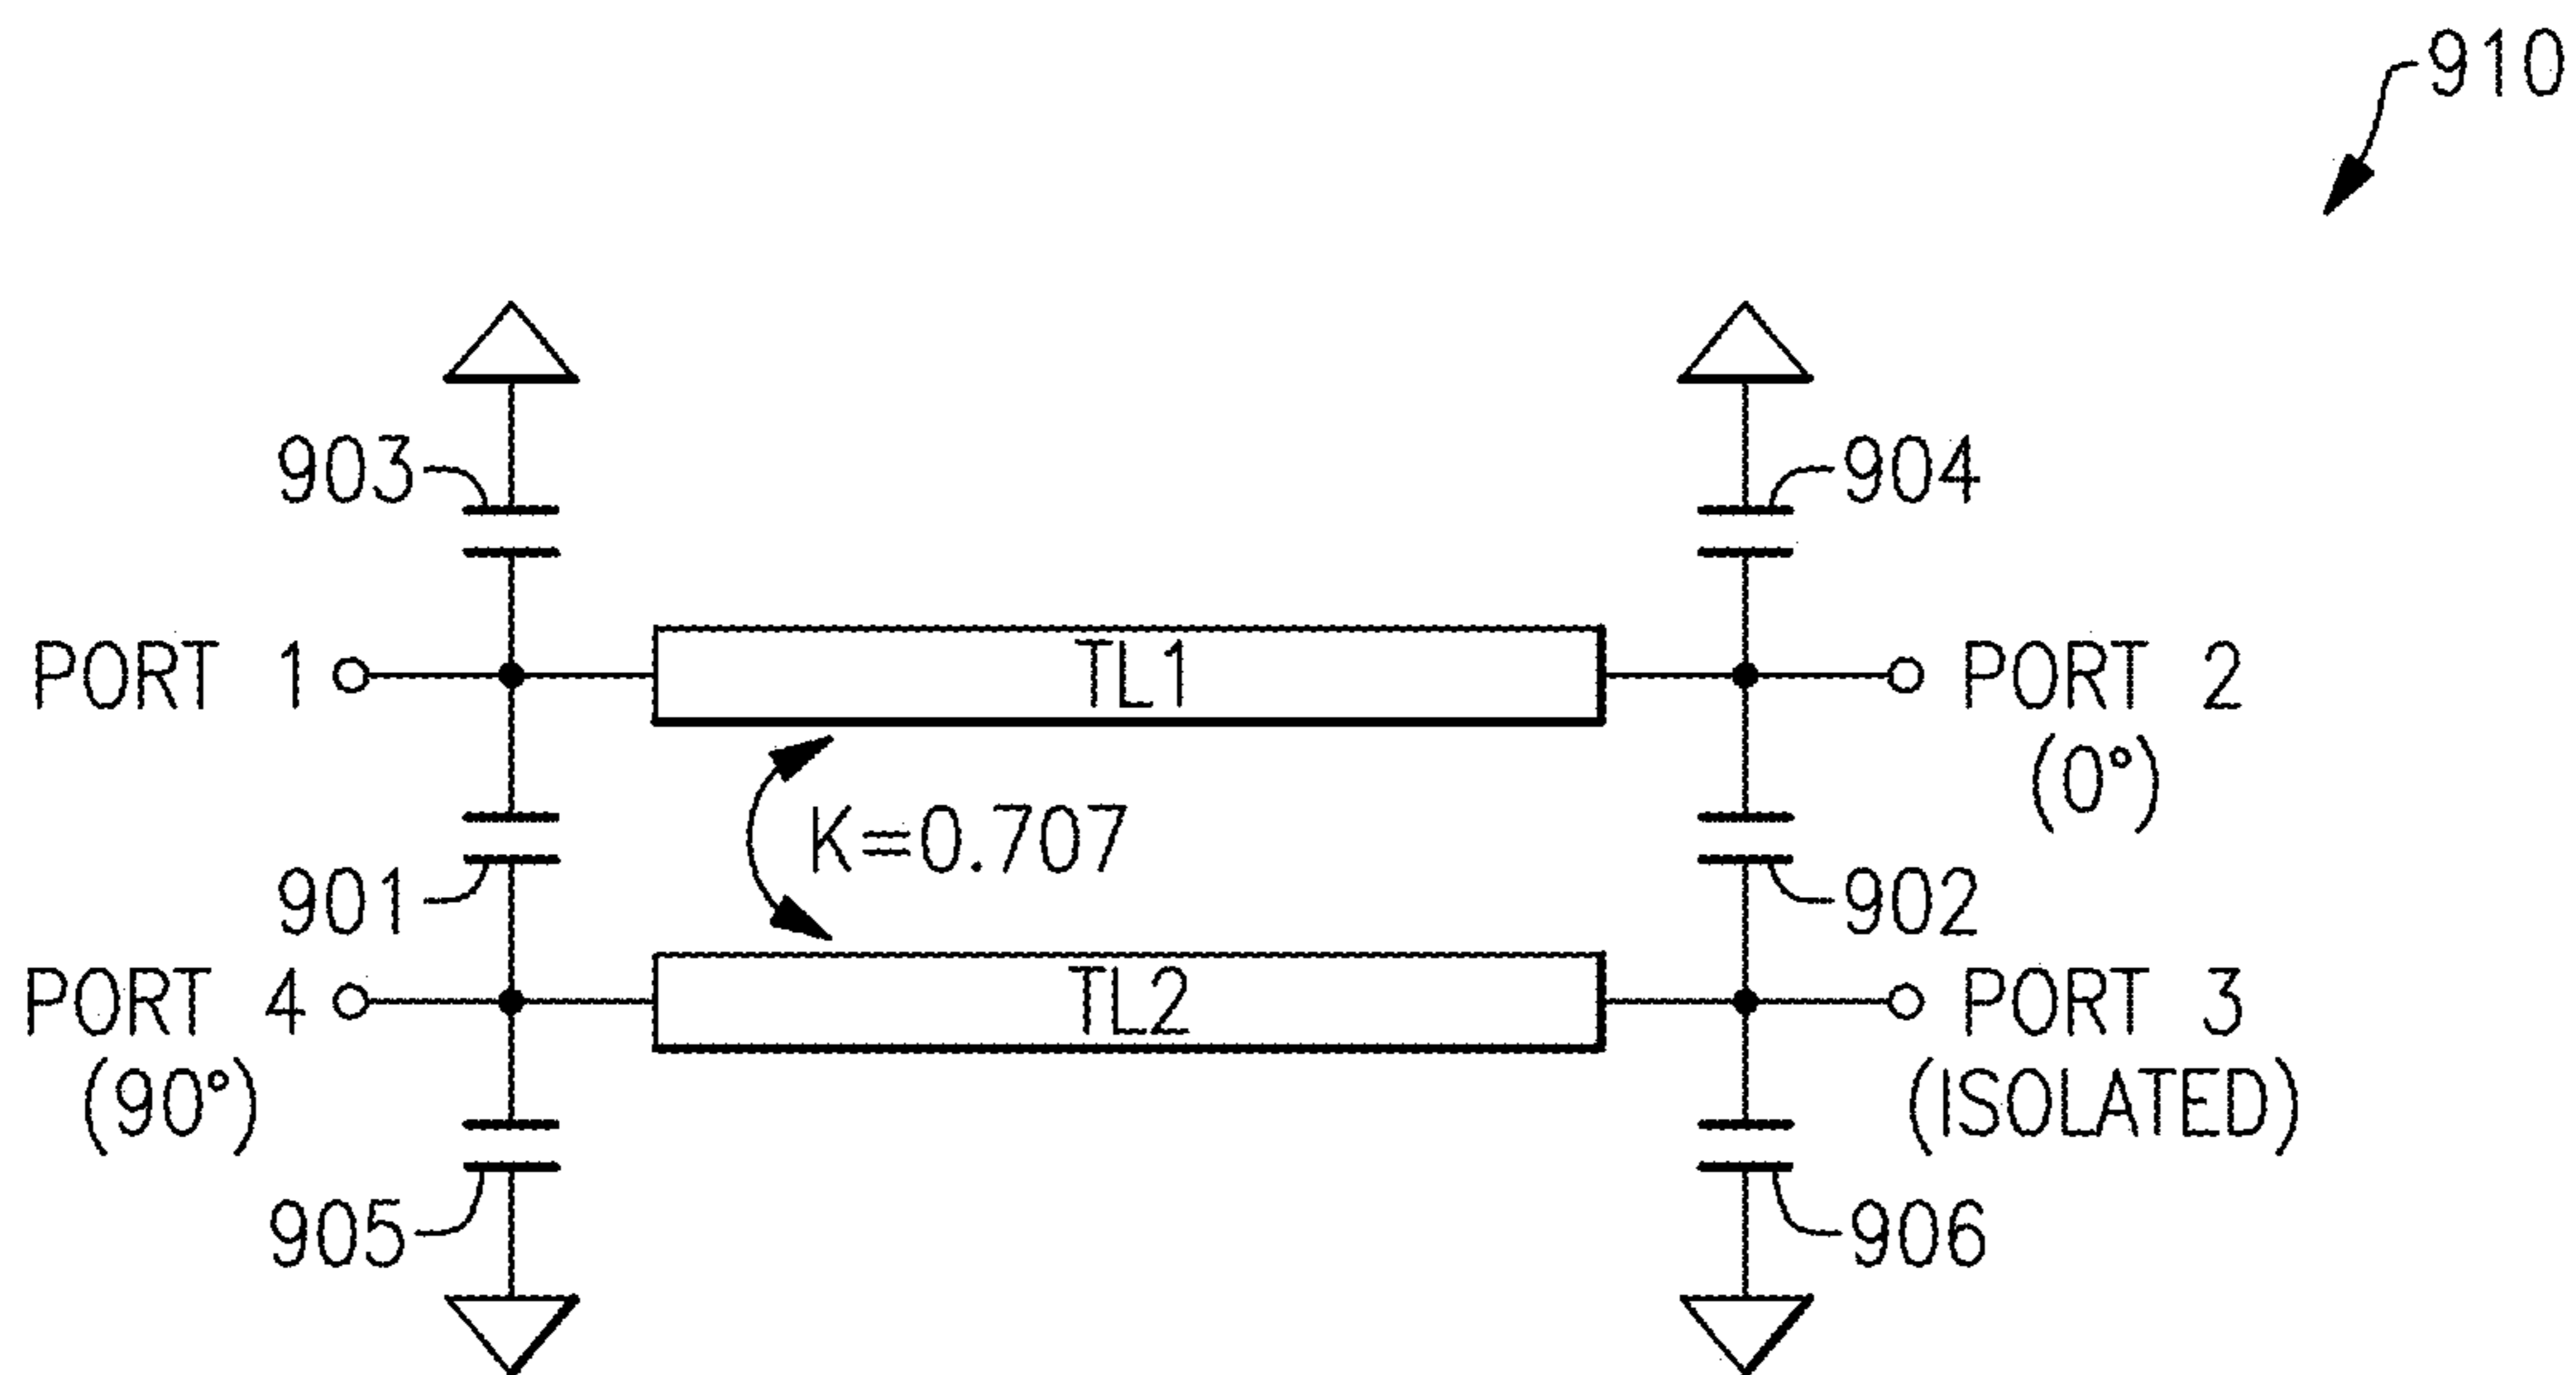 910
903
904
PORT 1
TL1
PORT 2
(0°)
K=0.707
901
902
PORT 4
(90°)
TL2
PORT 3
(ISOLATED)
905
906